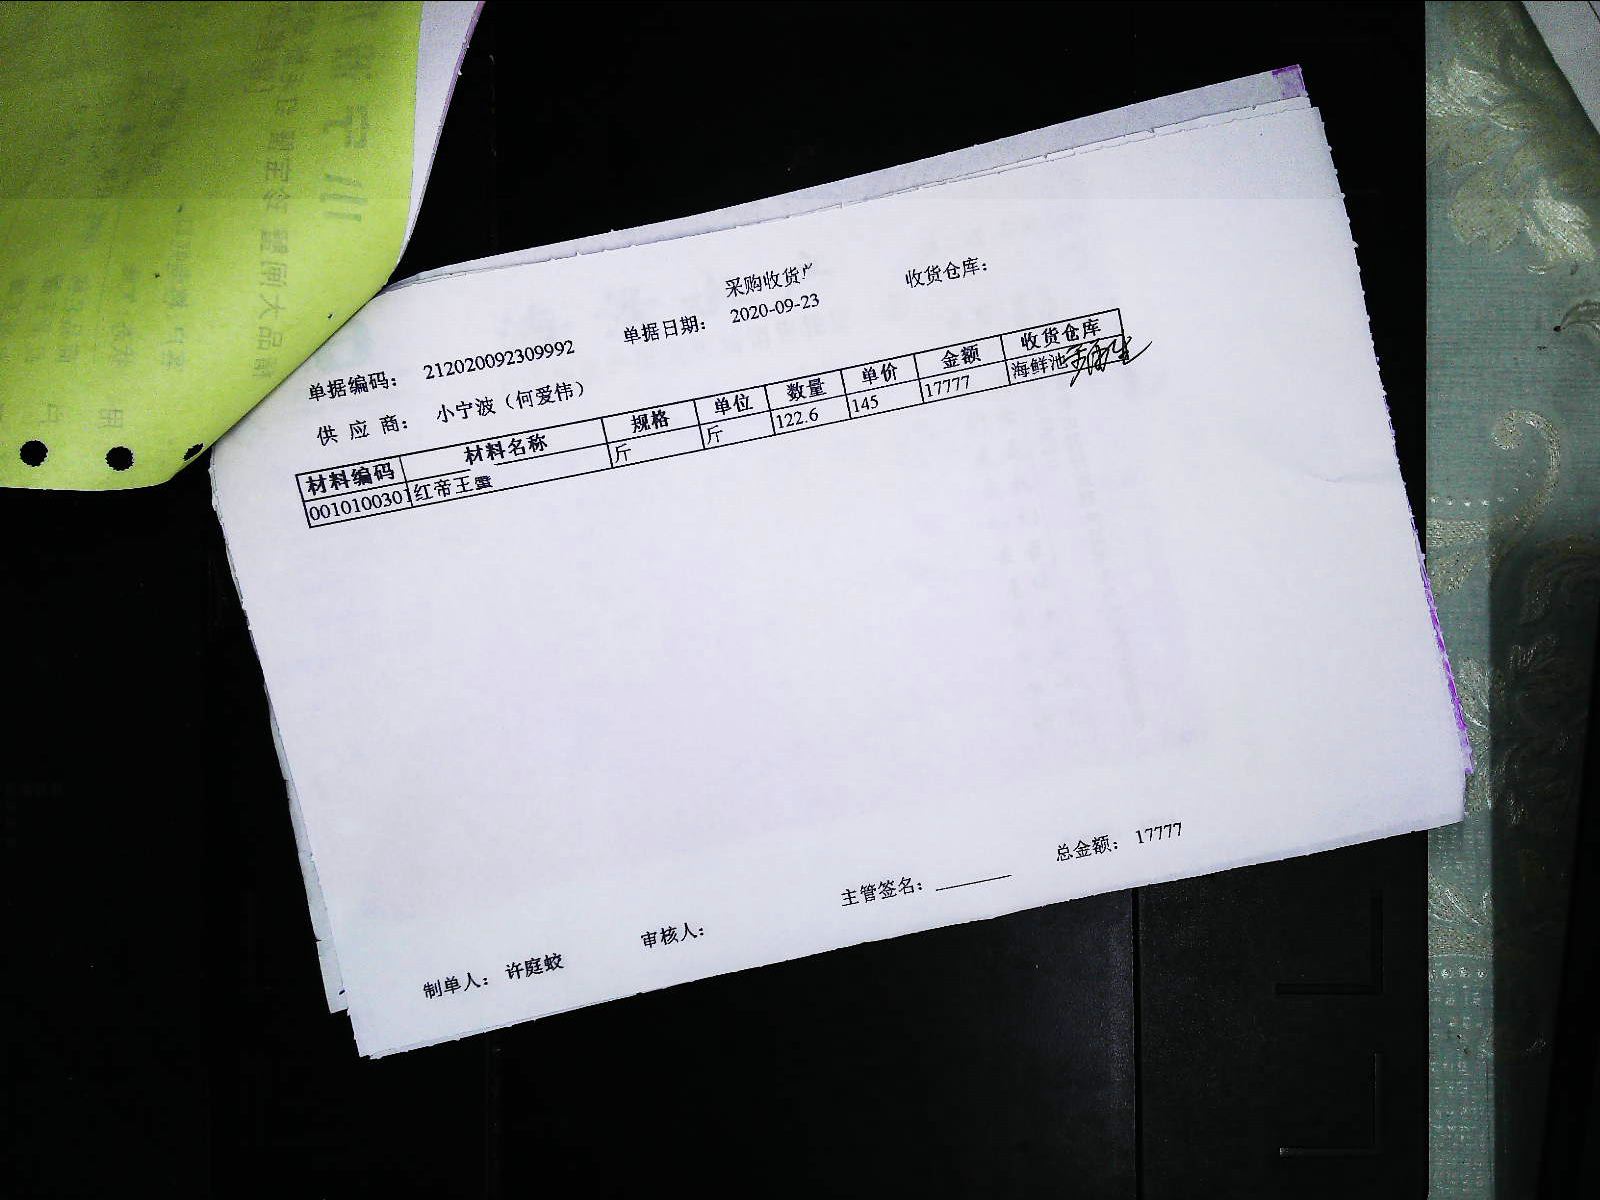 采购收货
单据编码： 212020092309992 单据日期： 2020-09-23 收货仓库：
供 应 商： 小宁波（何爱伟）
材料编码 材料名称 规格 单位 数量 单价 金额 收货仓库
0010100301 红帝王 斤 斤 122.6 145 17777 海鲜池
制单人： 许庭蛟 审核人： 主管签名： 总金额： 17777